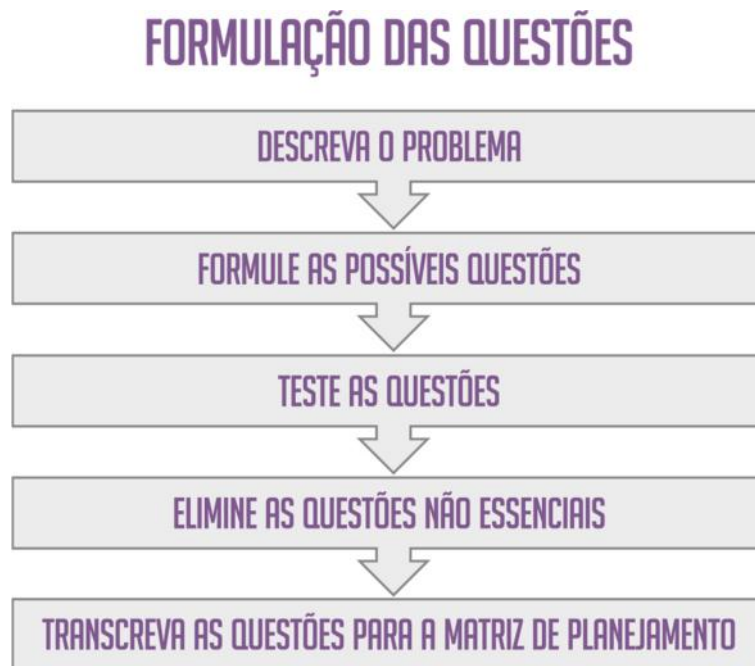 FORMULAÇÃO DAS QUESTÕES
DESCREVA O PROBLEMA
FORMULE AS POSSÍVEIS QUESTÕES
TESTE AS QUESTÕES
ELIMINE AS QUESTÕES NÃO ESSENCIAIS
TRANSCREVA AS QUESTÕES PARA A MATRIZ DE PLANEJAMENTO